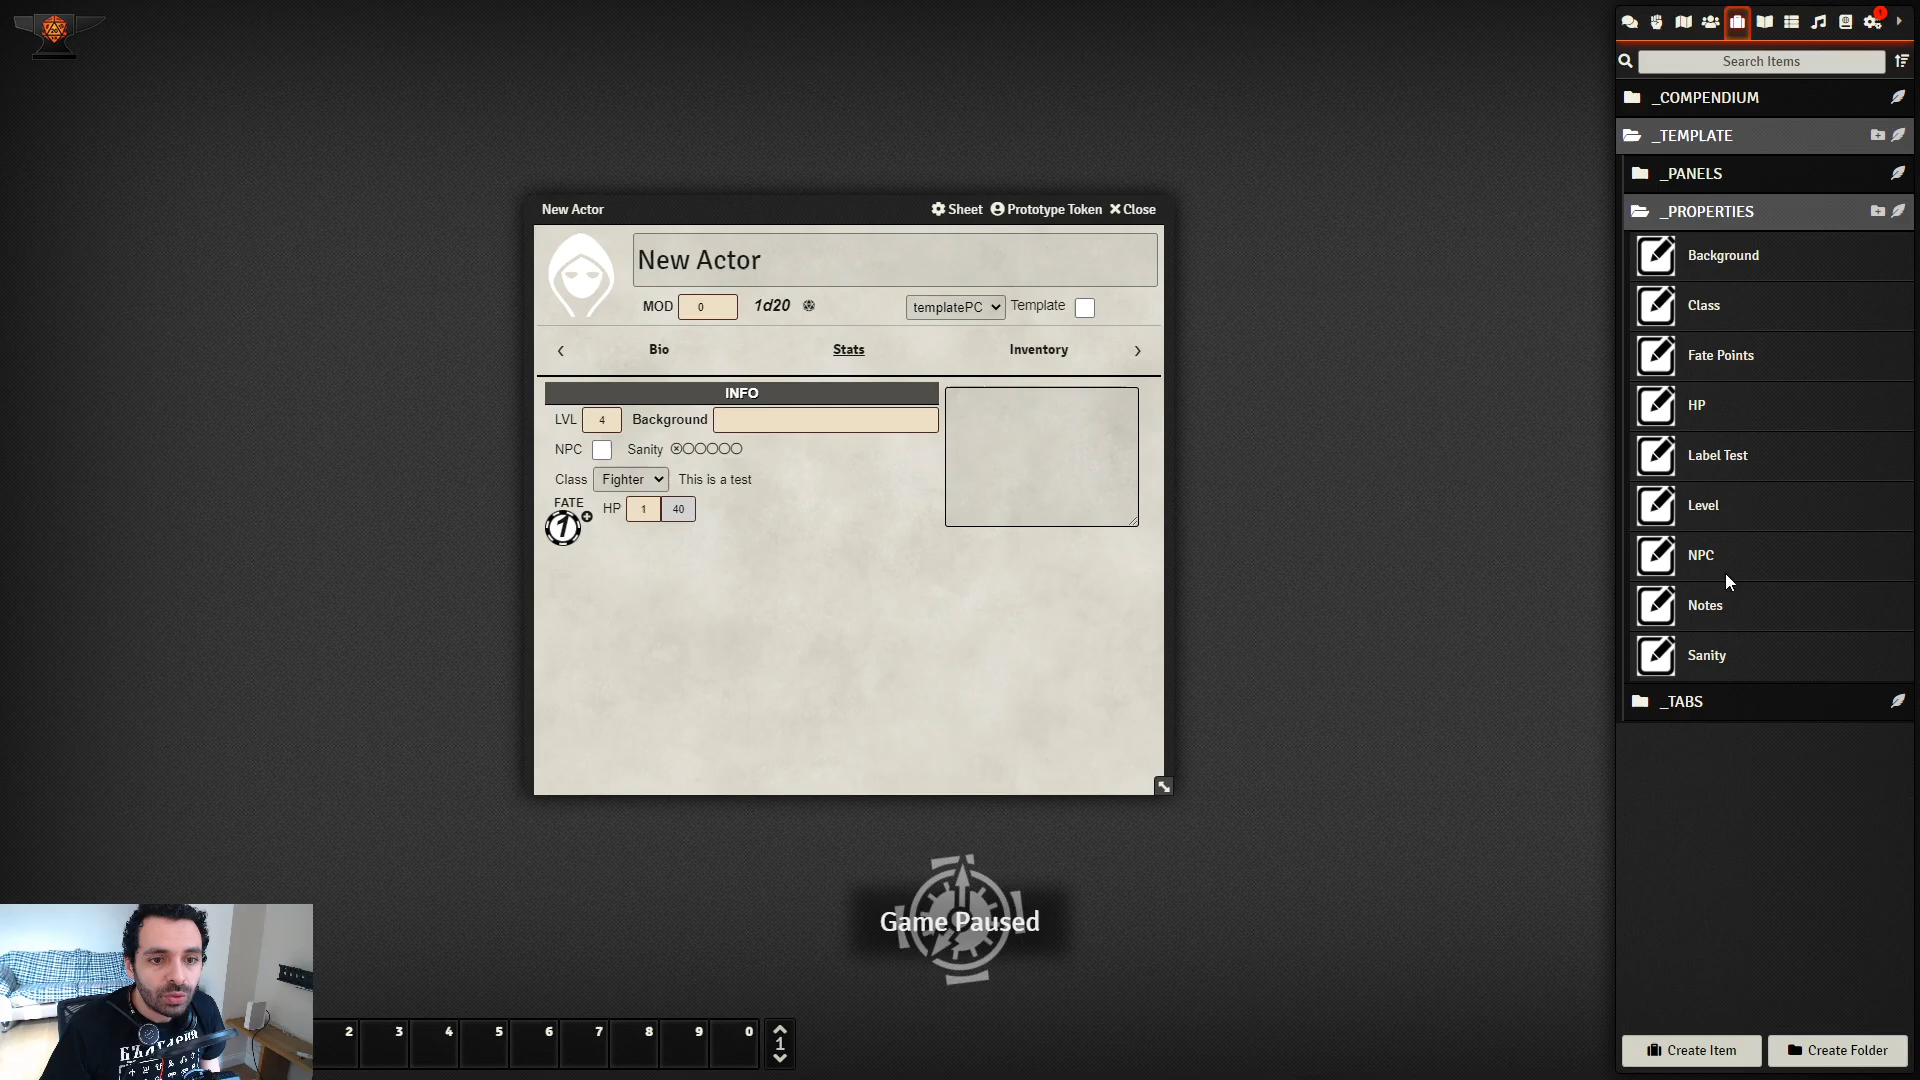 New Actor
Sheet
Prototype Token
Close
New Actor
MOD
0
1d20
templatePC
Template
Bio
Stats
Inventory
INFO
LVL
4
Background
NPC
Sanity
Class
Fighter
This is a test
FATE
1
HP
1
40
Search Items
_COMPENDIUM
_TEMPLATE
_PANELS
_PROPERTIES
Background
Class
Fate Points
HP
Label Test
Level
NPC
Notes
Sanity
_TABS
Create Item
Create Folder
Game Paused
2 3 4 5 6 7 8 9 0
1